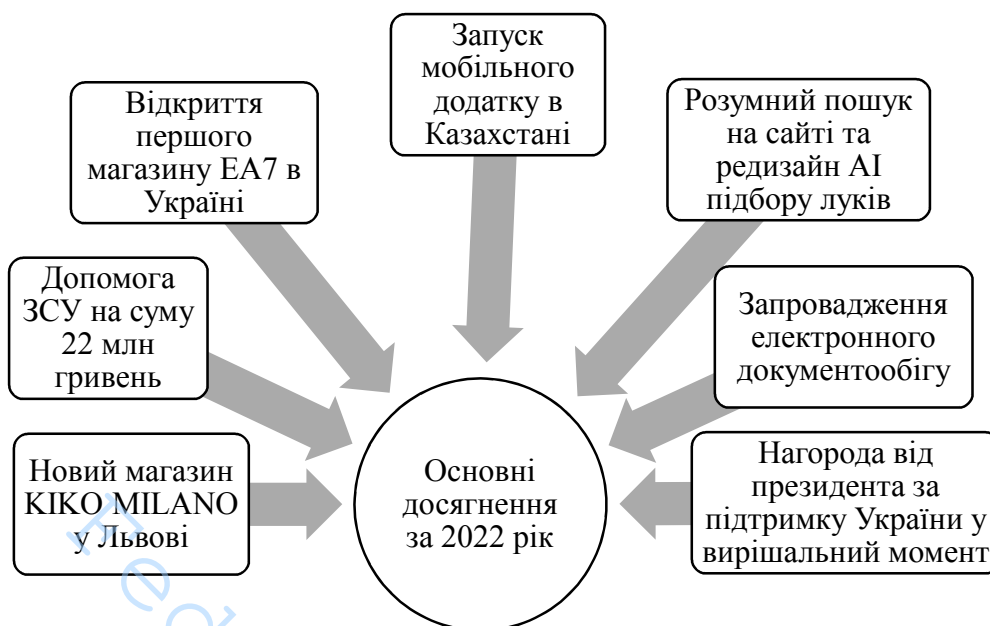 Запуск
мобільного
додатку в
Казахстані
Відкриття
першого
магазину EA7 в
Україні
Розумний пошук
на сайті та
редизайн AI
підбору луків
Допомога
ЗСУ на суму
22 млн
гривень
Запровадження
електронного
документообігу
Новий магазин
KIKO MILANO
у Львові
Основні
досягнення
за 2022 рік
Нагорода від
президента за
підтримку України у
вирішальний момент